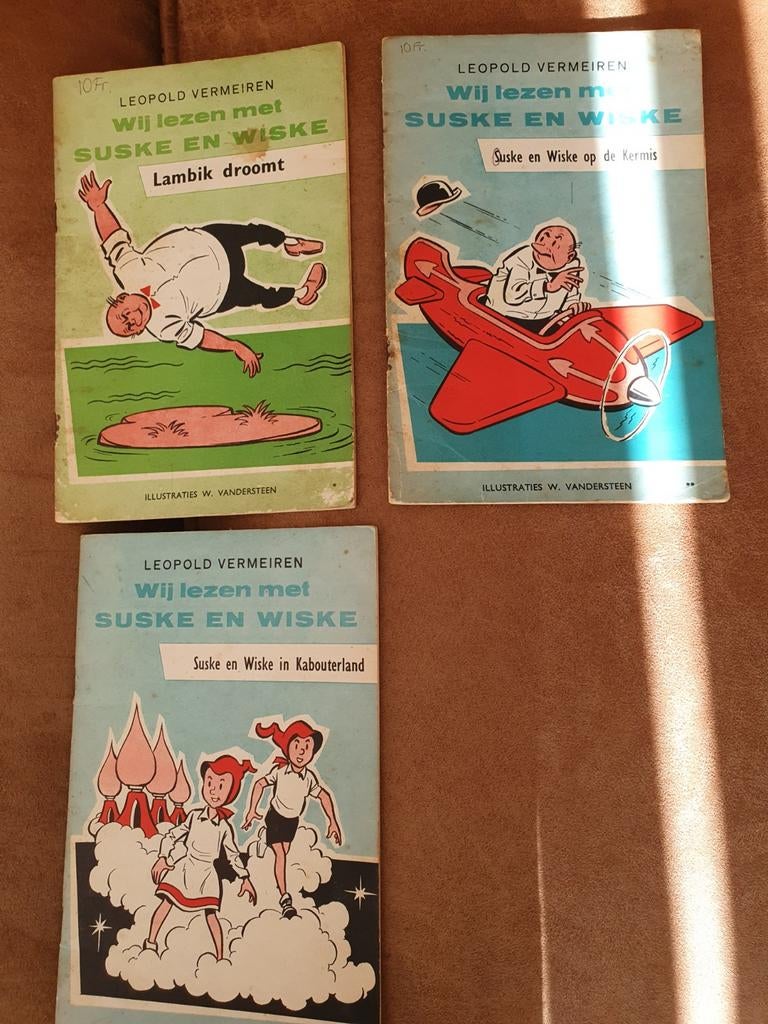 10Fr.
LEOPOLD VERMEIREN
Wij lezen met
SUSKE EN WISKE
Lambik droomt
ILLUSTRATIES W. VANDERSTEEN
*
10Fr.
LEOPOLD VERMEIREN
Wij lezen met
SUSKE EN WISKE
Suske en Wiske op de Kermis
ILLUSTRATIES W. VANDERSTEEN
**
LEOPOLD VERMEIREN
Wij lezen met
SUSKE EN WISKE
Suske en Wiske in Kabouterland